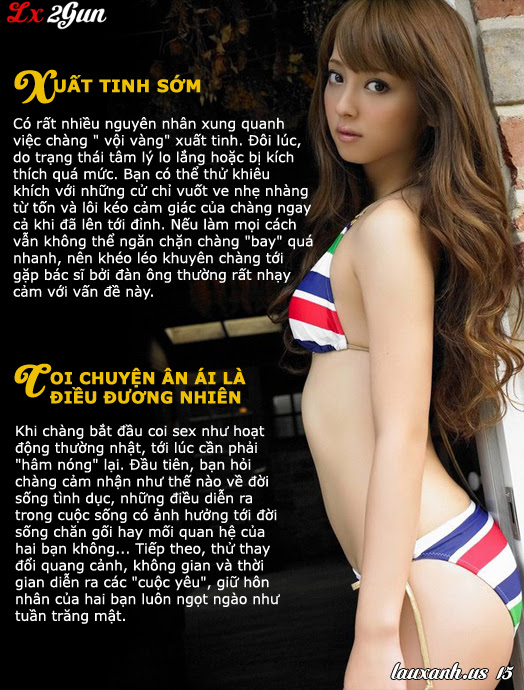 Lx 2Gun
XUẤT TINH SỚM
Có rất nhiều nguyên nhân xung quanh
việc chàng " vội vàng" xuất tinh. Đôi lúc,
do trạng thái tâm lý lo lắng hoặc bị kích
thích quá mức. Bạn có thể thử khiêu
khích với những cử chỉ vuốt ve nhẹ nhàng
từ tốn và lôi kéo cảm giác của chàng ngay
cả khi đã lên tới đỉnh. Nếu làm mọi cách
vẫn không thể ngăn chặn chàng "bay" quá
nhanh, nên khéo léo khuyên chàng tới
gặp bác sĩ bởi đàn ông thường rất nhạy
cảm với vấn đề này.
COI CHUYỆN ÂN ÁI LÀ
ĐIỀU ĐƯƠNG NHIÊN
Khi chàng bắt đầu coi sex như hoạt
động thường nhật, tới lúc cần phải
"hâm nóng" lại. Đầu tiên, bạn hỏi
chàng cảm nhận như thế nào về đời
sống tình dục, những điều diễn ra
trong cuộc sống có ảnh hưởng tới đời
sống chăn gối hay mối quan hệ của
hai bạn không... Tiếp theo, thử thay
đổi quang cảnh, không gian và thời
gian diễn ra các "cuộc yêu", giữ hôn
nhân của hai bạn luôn ngọt ngào như
tuần trăng mật.
lauxanh.us 15